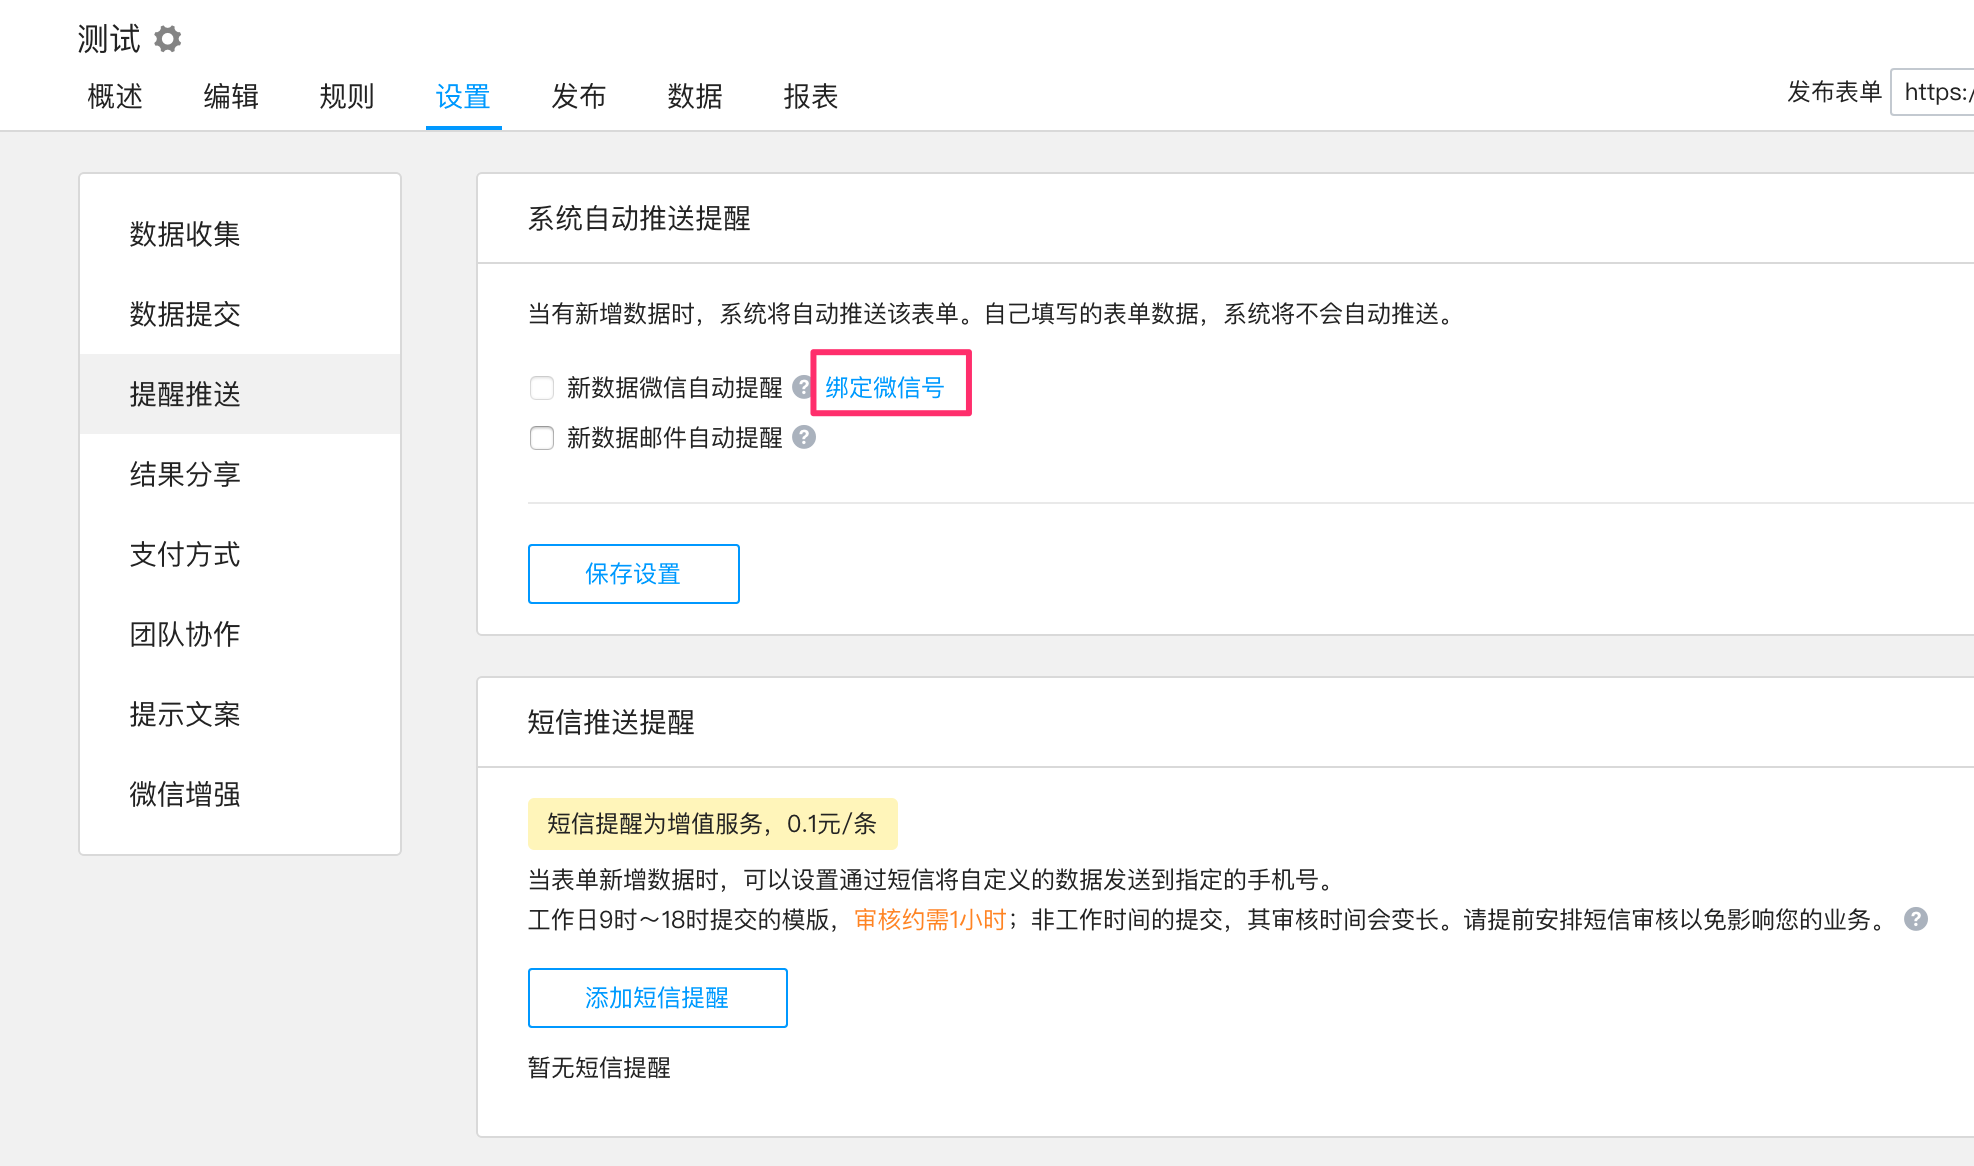 测试
概述 编辑 规则 设置 发布 数据 报表
发布表单 https:/
数据收集
数据提交
提醒推送
结果分享
支付方式
团队协作
提示文案
微信增强
系统自动推送提醒
当有新增数据时，系统将自动推送该表单。自己填写的表单数据，系统将不会自动推送。
新数据微信自动提醒 ? 绑定微信号
新数据邮件自动提醒 ?
保存设置
短信推送提醒
短信提醒为增值服务，0.1元/条
当表单新增数据时，可以设置通过短信将自定义的数据发送到指定的手机号。
工作日9时～18时提交的模版，审核约需1小时；非工作时间的提交，其审核时间会变长。请提前安排短信审核以免影响您的业务。 ?
添加短信提醒
暂无短信提醒